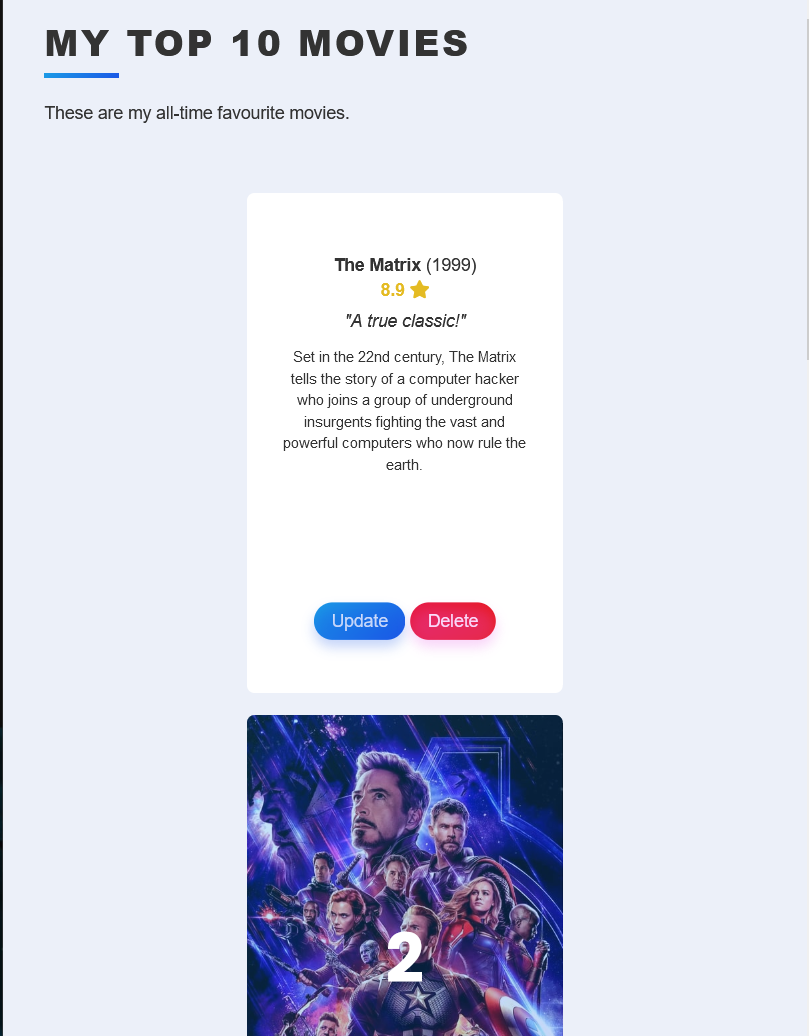 MY TOP 10 MOVIES
These are my all-time favourite movies.
The Matrix (1999)
8.9
"A true classic!"
Set in the 22nd century, The Matrix
tells the story of a computer hacker
who joins a group of underground
insurgents fighting the vast and
powerful computers who now rule the
earth.
Update Delete
2